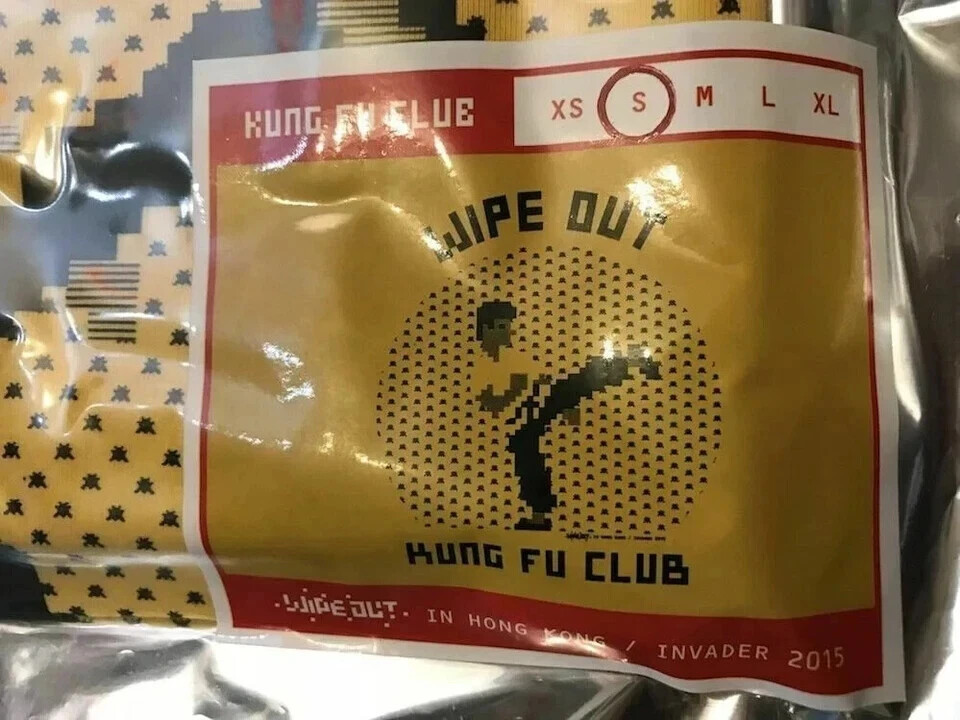 KUNG FU CLUB
XS S M L XL
WIPE OUT
KUNG FU CLUB
WIPE OUT IN HONG KONG / INVADER 2015